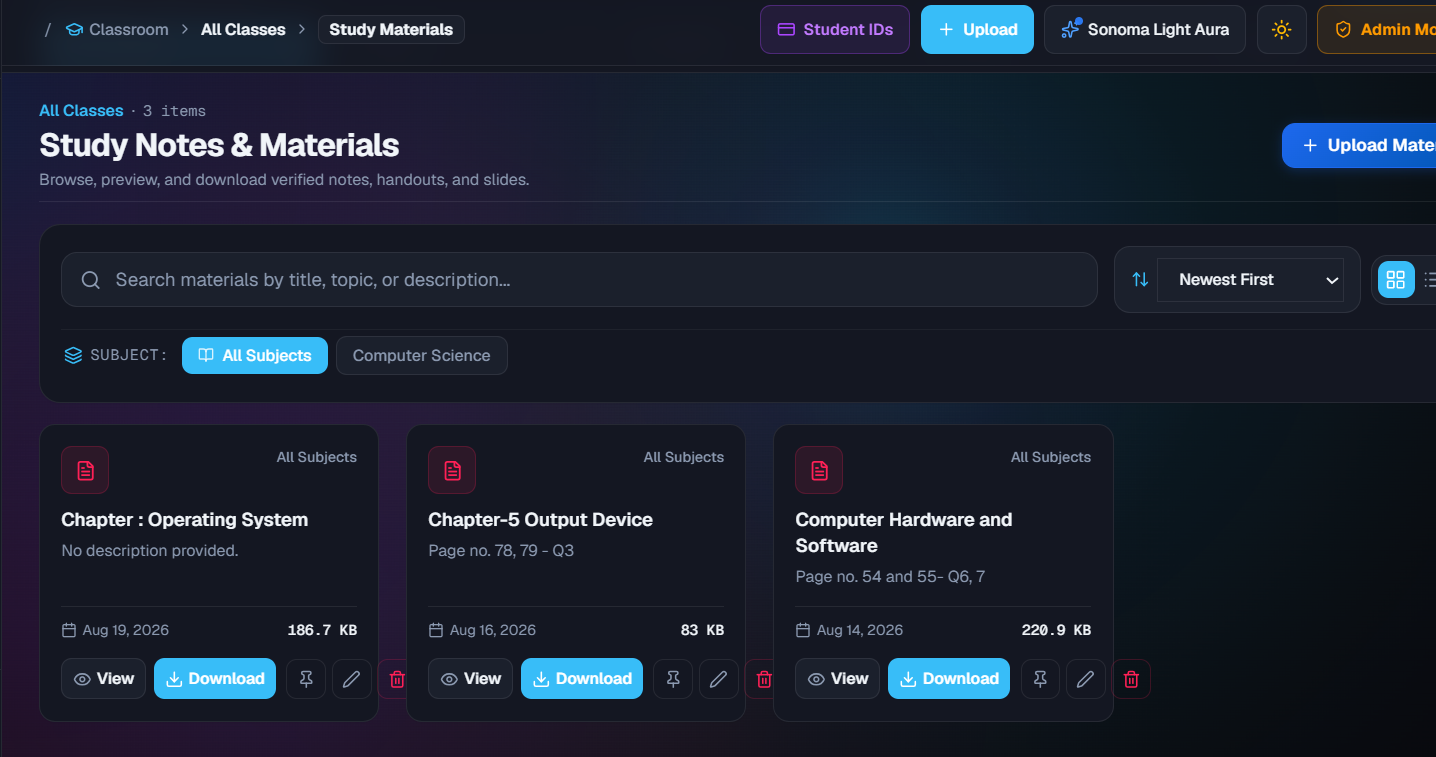 / Classroom > All Classes > Study Materials
Student IDs
+ Upload
Sonoma Light Aura
Admin Mo
All Classes · 3 items
Study Notes & Materials
Browse, preview, and download verified notes, handouts, and slides.
+ Upload Mater
Search materials by title, topic, or description...
Newest First
SUBJECT:
All Subjects
Computer Science
All Subjects
Chapter : Operating System
No description provided.
Aug 19, 2026
186.7 KB
View
Download
All Subjects
Chapter-5 Output Device
Page no. 78, 79 - Q3
Aug 16, 2026
83 KB
View
Download
All Subjects
Computer Hardware and
Software
Page no. 54 and 55- Q6, 7
Aug 14, 2026
220.9 KB
View
Download